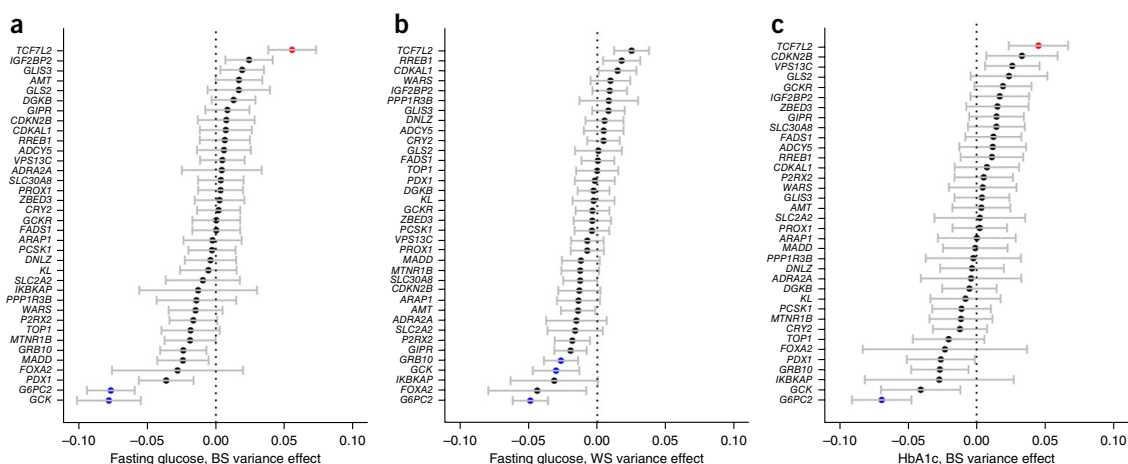 a
TCF7L2
IGF2BP2
GLIS3
AMT
GLS2
DGKB
GIPR
CDKN2B
CDKAL1
RREB1
ADCY5
VPS13C
ADRA2A
SLC30A8
PROX1
ZBED3
CRY2
GCKR
FADS1
ARAP1
PCSK1
DNLZ
KL
SLC2A2
IKBKAP
PPP1R3B
WARS
P2RX2
TOP1
MTNR1B
GRB10
MADD
FOXA2
PDX1
G6PC2
GCK
−0.10 −0.05 0.00 0.05 0.10
Fasting glucose, BS variance effect
b
TCF7L2
RREB1
CDKAL1
WARS
IGF2BP2
PPP1R3B
GLIS3
DNLZ
ADCY5
CRY2
GLS2
FADS1
TOP1
PDX1
DGKB
KL
GCKR
ZBED3
PCSK1
VPS13C
PROX1
MADD
MTNR1B
SLC30A8
CDKN2B
ARAP1
AMT
ADRA2A
SLC2A2
P2RX2
GIPR
GRB10
GCK
IKBKAP
FOXA2
G6PC2
−0.10 −0.05 0.00 0.05 0.10
Fasting glucose, WS variance effect
c
TCF7L2
CDKN2B
VPS13C
GLS2
GCKR
IGF2BP2
ZBED3
GIPR
SLC30A8
FADS1
ADCY5
RREB1
CDKAL1
P2RX2
WARS
GLIS3
AMT
SLC2A2
PROX1
ARAP1
MADD
PPP1R3B
DNLZ
ADRA2A
DGKB
KL
PCSK1
MTNR1B
CRY2
TOP1
FOXA2
PDX1
GRB10
IKBKAP
GCK
G6PC2
−0.10 −0.05 0.00 0.05 0.10
HbA1c, BS variance effect